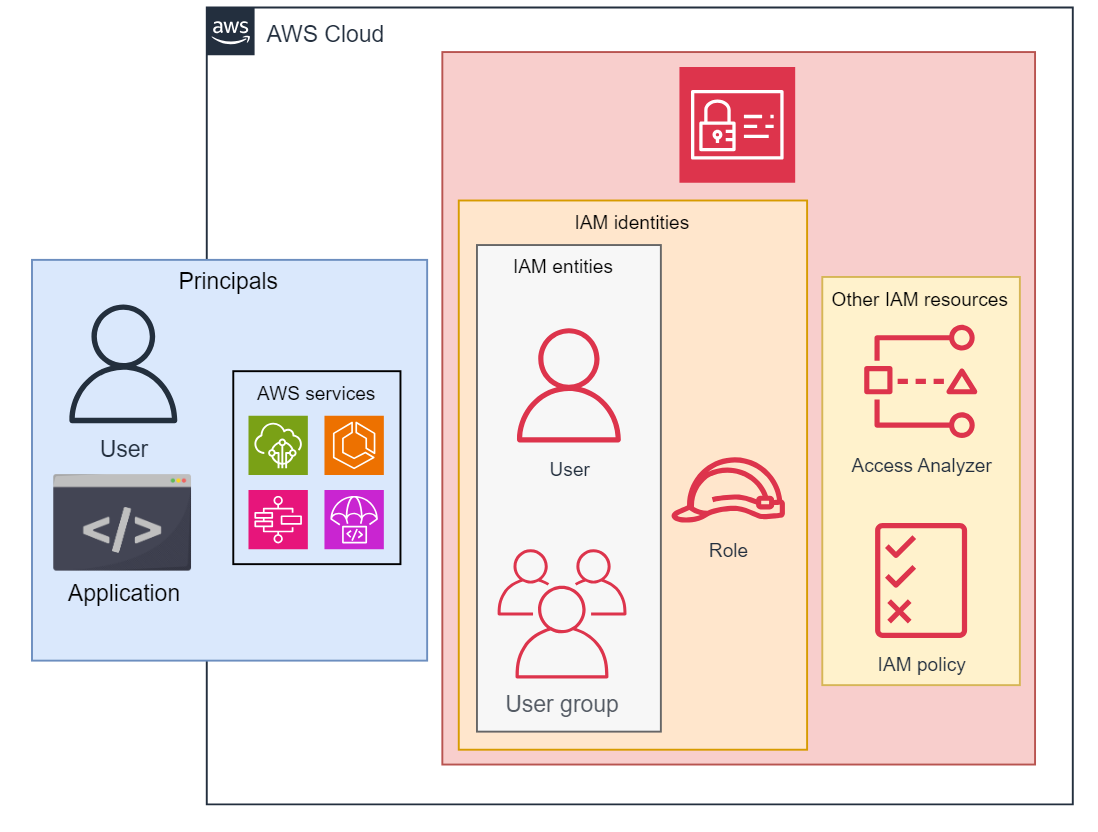 aws
AWS Cloud
IAM identities
IAM entities
Principals
Other IAM resources
AWS services
User
User
Access Analyzer
</>
</>
Role
Application
IAM policy
User group